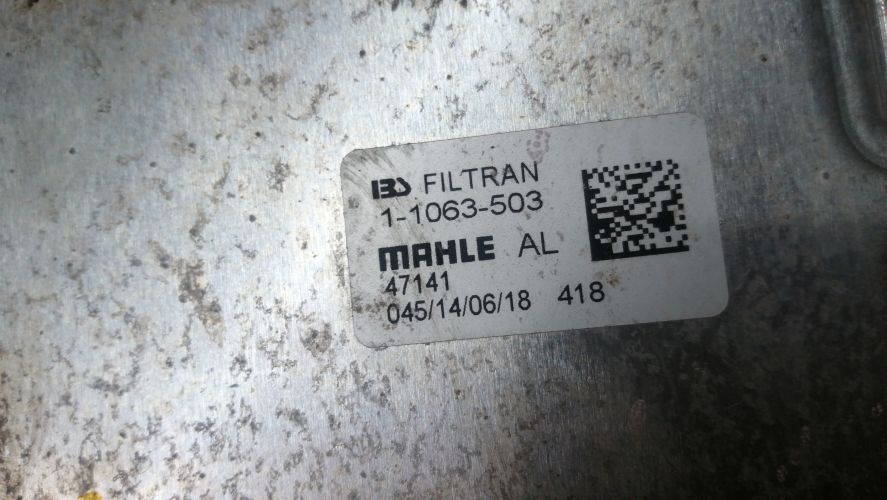 IBS FILTRAN
1-1063-503
MAHLE AL
47141
045/14/06/18 418